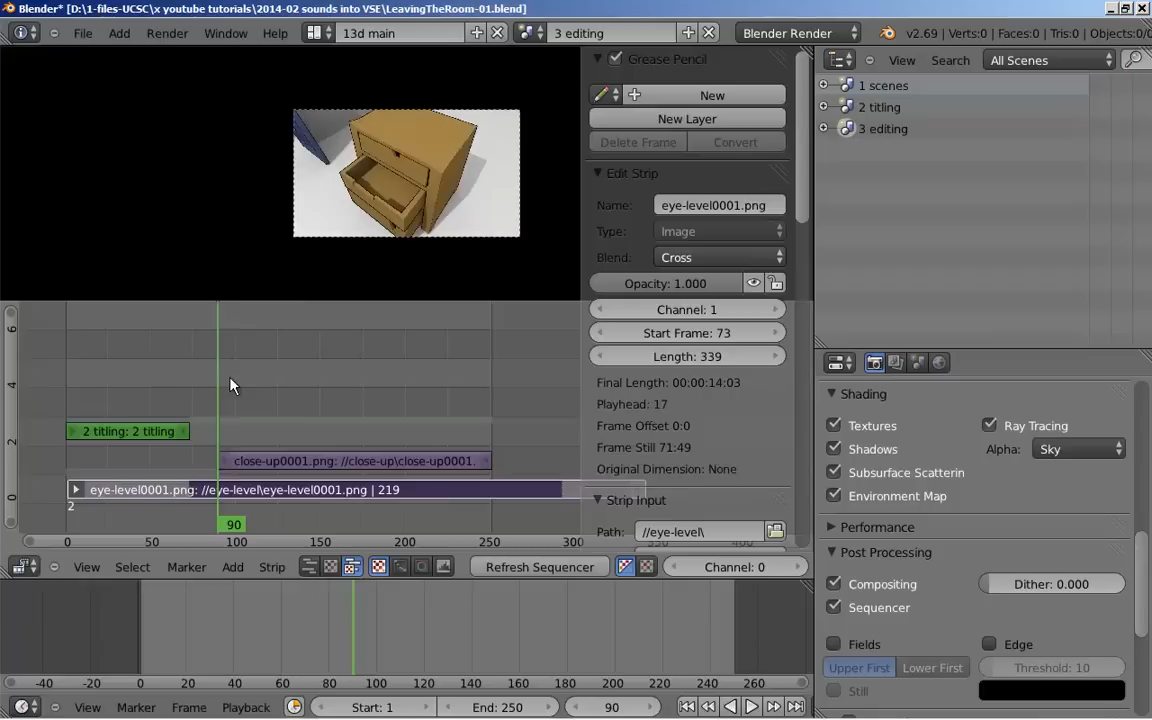 Blender* [D:\1-files-UCSC\x youtube tutorials\2014-02 sounds into VSE\LeavingTheRoom-01.blend]
File Add Render Window Help 13d main 3 editing Blender Render v2.69 | Verts:0 | Faces:0 | Tris:0 | Objects:0/0
Grease Pencil
New
New Layer
Delete Frame Convert
Edit Strip
Name: eye-level0001.png
Type: Image
Blend: Cross
Opacity: 1.000
Channel: 1
Start Frame: 73
Length: 339
Final Length: 00:00:14:03
Playhead: 17
Frame Offset 0:0
Frame Still 71:49
Original Dimension: None
Strip Input
Path: //eye-level\
View Search All Scenes
1 scenes
2 titling
3 editing
6
4
2
0
2 titling: 2 titling
close-up0001.png: //close-up\close-up0001.
eye-level0001.png: //eye-level\eye-level0001.png | 219
2
90
0 50 100 150 200 250 300
View Select Marker Add Strip Refresh Sequencer Channel: 0
-40 -20 0 20 40 60 80 100 120 140 160 180 200 220 240 260
View Marker Frame Playback Start: 1 End: 250 90
Shading
Textures Ray Tracing
Shadows Alpha: Sky
Subsurface Scatterin
Environment Map
Performance
Post Processing
Compositing Dither: 0.000
Sequencer
Fields Edge
Upper First Lower First Threshold: 10
Still